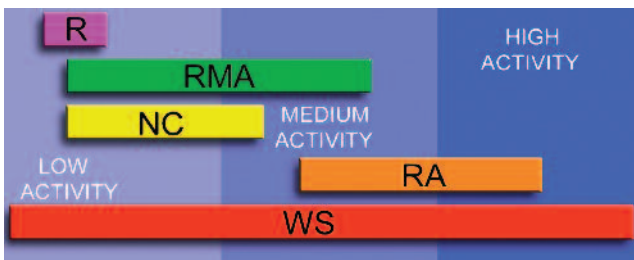 R
HIGH
ACTIVITY
RMA
NC
MEDIUM
ACTIVITY
LOW
ACTIVITY
RA
WS